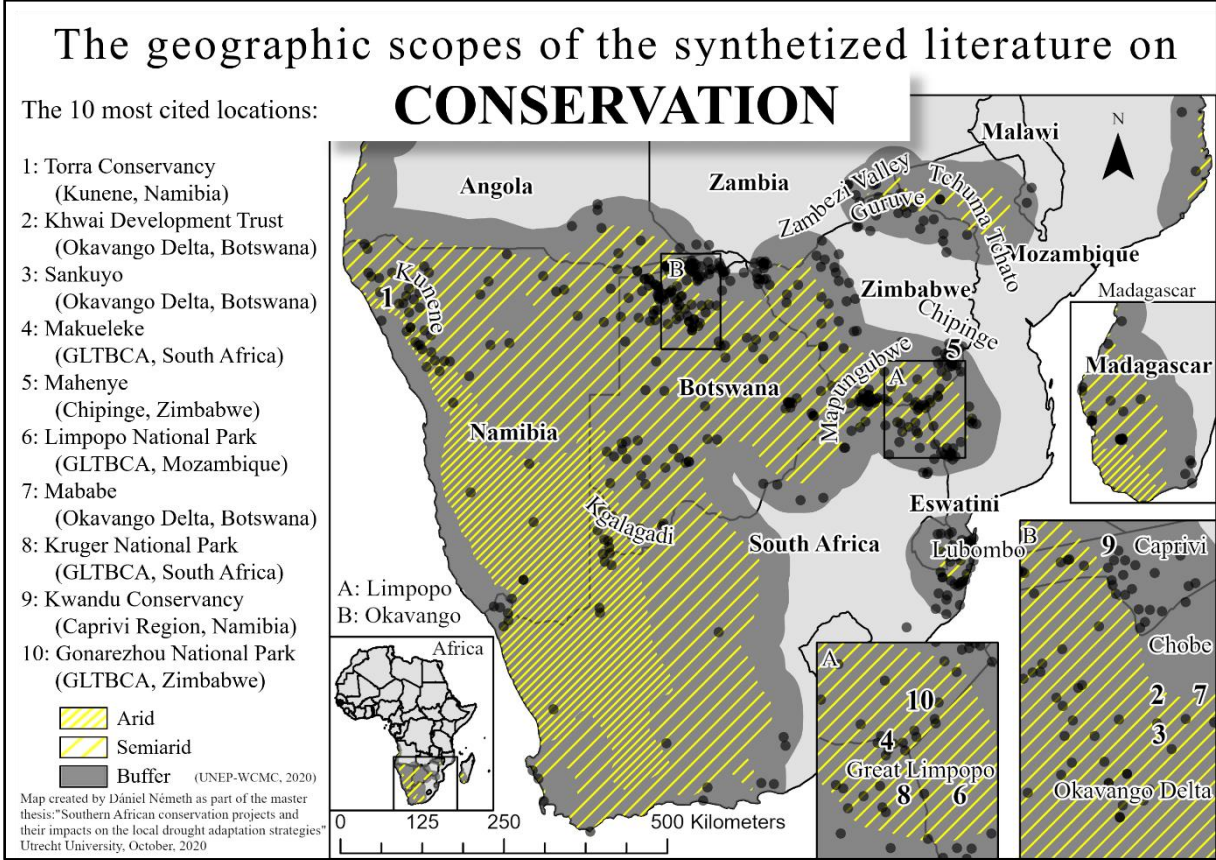 The geographic scopes of the synthetized literature on
CONSERVATION
The 10 most cited locations:
1: Torra Conservancy
(Kunene, Namibia)
2: Khwai Development Trust
(Okavango Delta, Botswana)
3: Sankuyo
(Okavango Delta, Botswana)
4: Makueleke
(GLTBCA, South Africa)
5: Mahenye
(Chipinge, Zimbabwe)
6: Limpopo National Park
(GLTBCA, Mozambique)
7: Mababe
(Okavango Delta, Botswana)
8: Kruger National Park
(GLTBCA, South Africa)
9: Kwandu Conservancy
(Caprivi Region, Namibia)
10: Gonarezhou National Park
(GLTBCA, Zimbabwe)
Arid
Semiarid
Buffer (UNEP-WCMC, 2020)
Map created by Dániel Németh as part of the master
thesis:"Southern African conservation projects and
their impacts on the local drought adaptation strategies"
Utrecht University, October, 2020
Malawi
N
Angola
Zambia
Zambezi Valley
Guruve
Tchuma Tchato
Mozambique
B
Kunene
1
Zimbabwe
Chipinge
5
Mapungubwe
A
Botswana
Namibia
Kgalagadi
South Africa
Eswatini
Lubombo
Madagascar
Madagascar
A: Limpopo
B: Okavango
Africa
0 125 250 500 Kilometers
A
10
4
Great Limpopo
8 6
B
9 Caprivi
Chobe
2 7
3
Okavango Delta